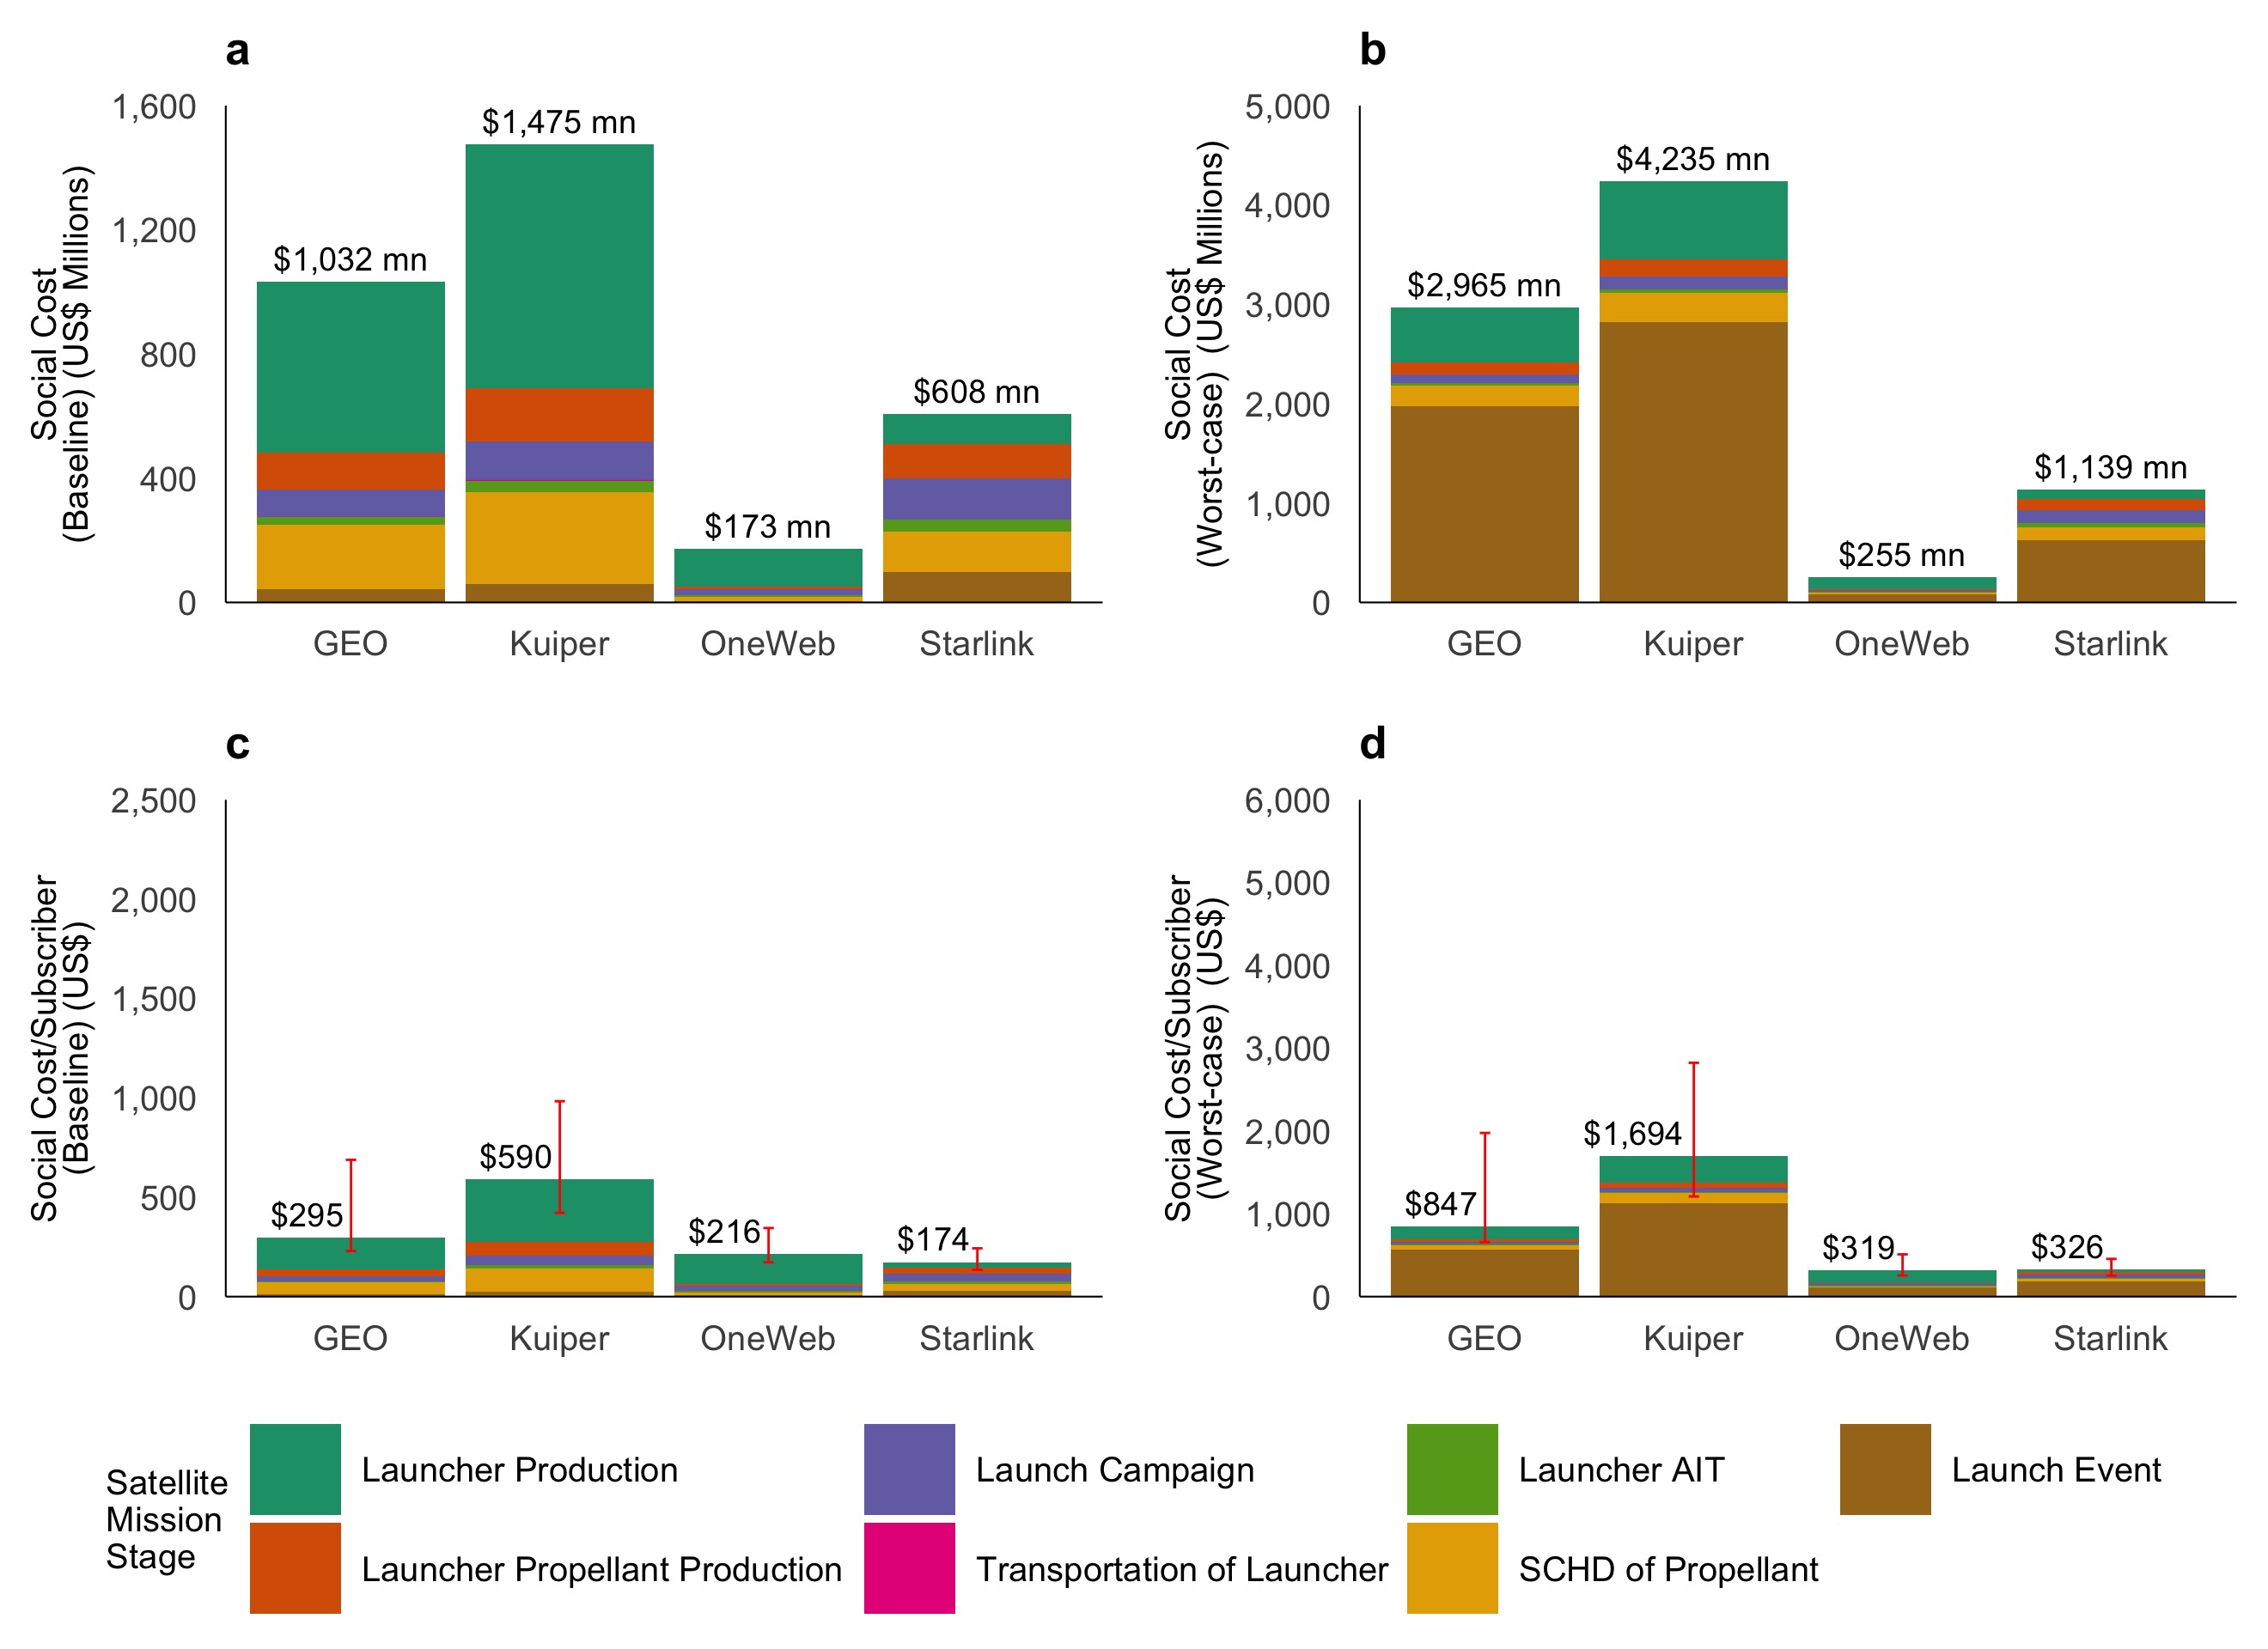 a
1,600
1,200
800
400
0
Social Cost
(Baseline) (US$ Millions)
$1,032 mn
$1,475 mn
$173 mn
$608 mn
GEO
Kuiper
OneWeb
Starlink
b
5,000
4,000
3,000
2,000
1,000
0
Social Cost
(Worst-case) (US$ Millions)
$2,965 mn
$4,235 mn
$255 mn
$1,139 mn
GEO
Kuiper
OneWeb
Starlink
c
2,500
2,000
1,500
1,000
500
0
Social Cost/Subscriber
(Baseline) (US$)
$295
$590
$216
$174
GEO
Kuiper
OneWeb
Starlink
d
6,000
5,000
4,000
3,000
2,000
1,000
0
Social Cost/Subscriber
(Worst-case) (US$)
$847
$1,694
$319
$326
GEO
Kuiper
OneWeb
Starlink
Satellite
Mission
Stage
Launcher Production
Launcher Propellant Production
Launch Campaign
Transportation of Launcher
Launcher AIT
SCHD of Propellant
Launch Event